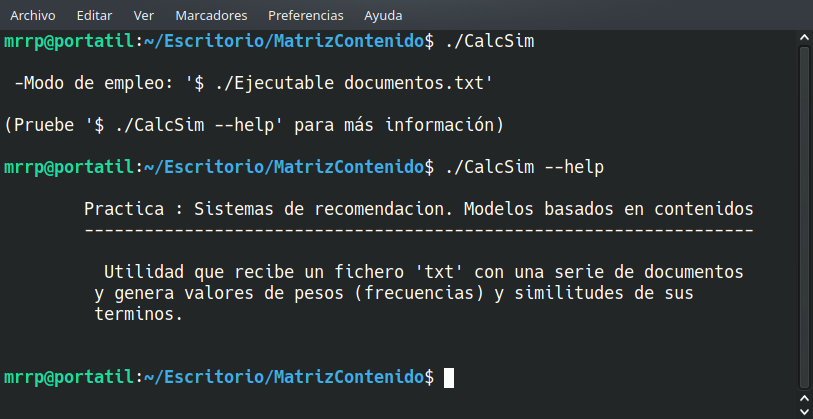 Archivo Editar Ver Marcadores Preferencias Ayuda
mrrp@portatil:~/Escritorio/MatrizContenido$ ./CalcSim
-Modo de empleo: '$ ./Ejecutable documentos.txt'
(Pruebe '$ ./CalcSim --help' para más información)
mrrp@portatil:~/Escritorio/MatrizContenido$ ./CalcSim --help
Practica : Sistemas de recomendacion. Modelos basados en contenidos
-------------------------------------------------------------------
Utilidad que recibe un fichero 'txt' con una serie de documentos
y genera valores de pesos (frecuencias) y similitudes de sus
terminos.
mrrp@portatil:~/Escritorio/MatrizContenido$